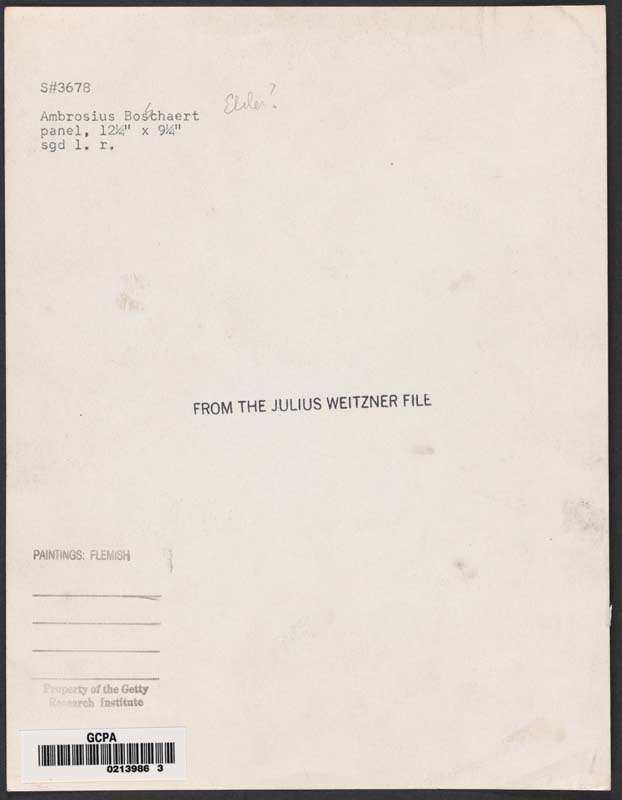 S#3678
Ambrosius Bosschaert Elder?
panel, 12¼" x 9¼"
sgd l. r.
FROM THE JULIUS WEITZNER FILE
PAINTINGS: FLEMISH
Property of the Getty
Research Institute
GCPA
0213986 3